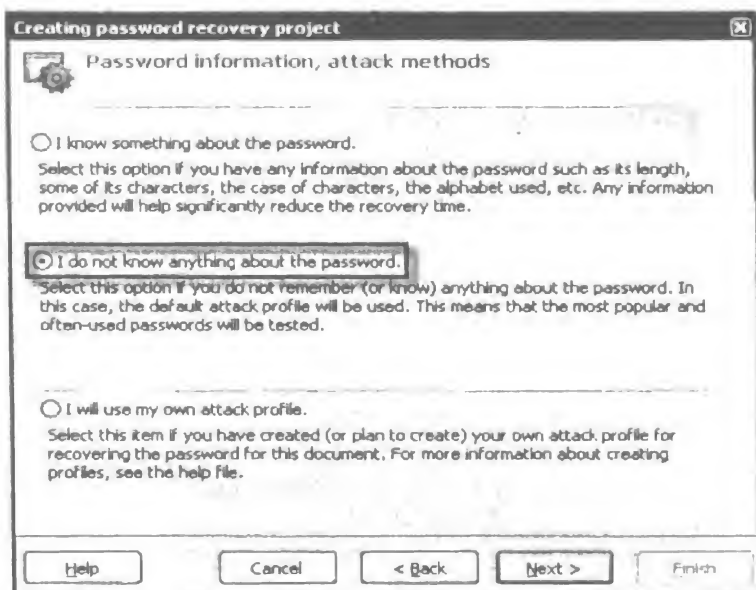 Creating password recovery project
Password information, attack methods
I know something about the password.
Select this option if you have any information about the password such as its length,
some of its characters, the case of characters, the alphabet used, etc. Any information
provided will help significantly reduce the recovery time.
I do not know anything about the password.
Select this option if you do not remember (or know) anything about the password. In
this case, the default attack profile will be used. This means that the most popular and
often-used passwords will be tested.
I will use my own attack profile.
Select this item if you have created (or plan to create) your own attack profile for
recovering the password for this document. For more information about creating
profiles, see the help file.
Help Cancel < Back Next > Finish